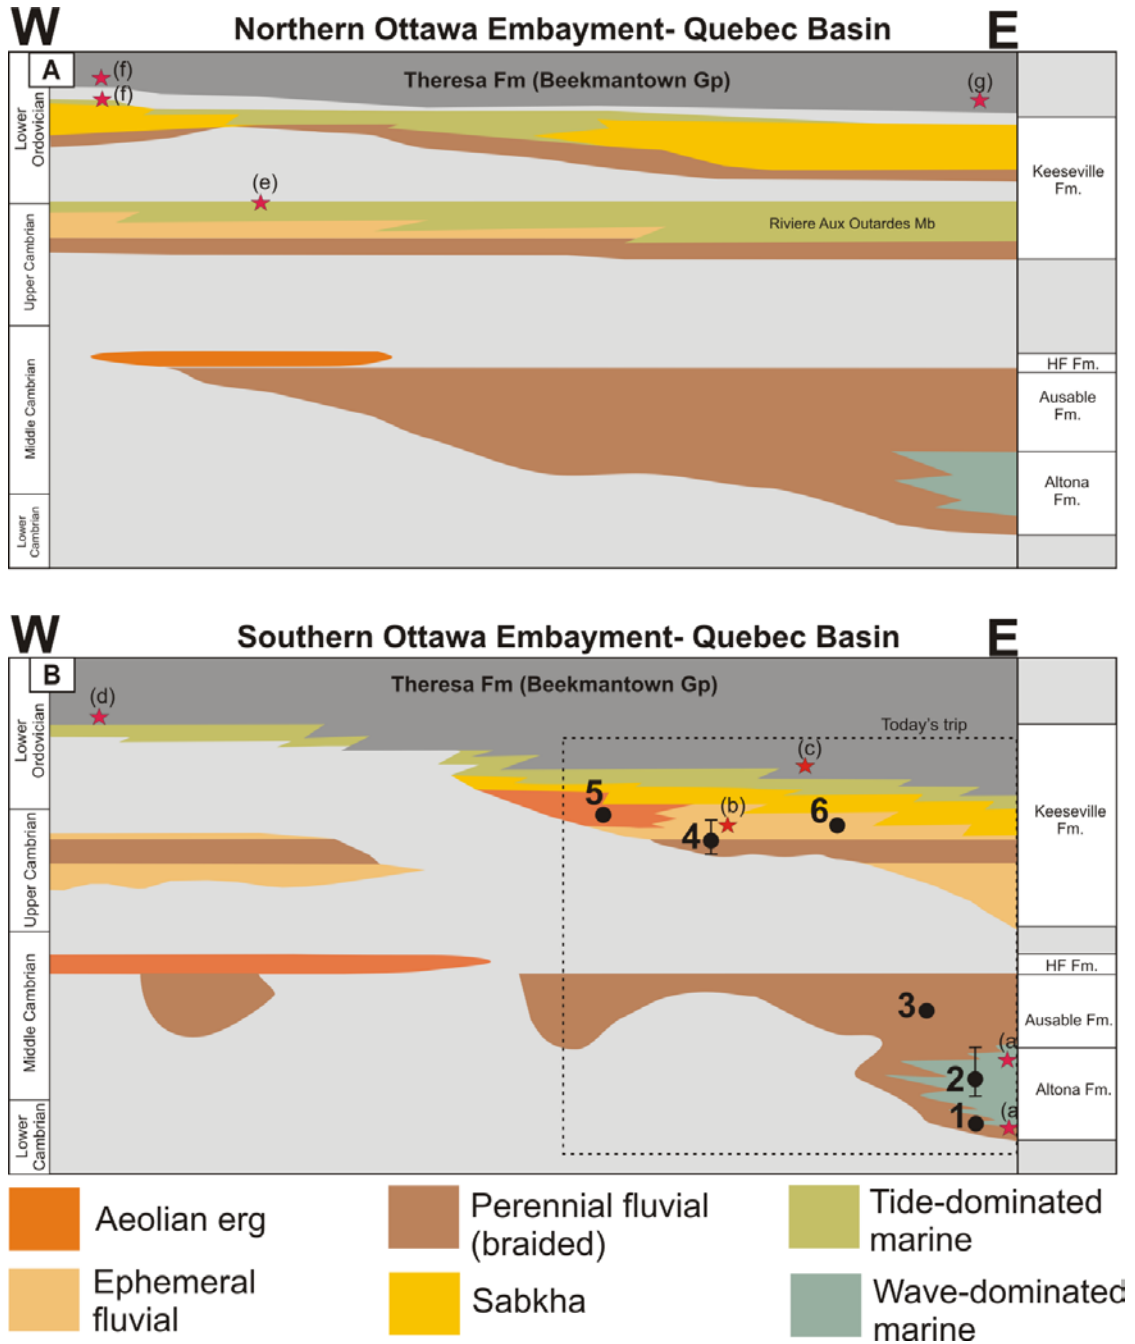 W
Northern Ottawa Embayment- Quebec Basin
E
A
(f)
(f)
Theresa Fm (Beekmantown Gp)
(g)
Lower
Ordovician
Keeseville
Fm.
(e)
Riviere Aux Outardes Mb
Upper Cambrian
HF Fm.
Middle Cambrian
Ausable
Fm.
Altona
Fm.
Lower
Cambrian
W
Southern Ottawa Embayment- Quebec Basin
E
B
(d)
Theresa Fm (Beekmantown Gp)
Today's trip
Lower
Ordovician
(c)
5
(b)
6
4
Keeseville
Fm.
Upper Cambrian
HF Fm.
Middle Cambrian
3
Ausable Fm.
(a
2
Altona Fm.
(a
1
Lower
Cambrian
Aeolian erg
Perennial fluvial
(braided)
Tide-dominated
marine
Ephemeral
fluvial
Sabkha
Wave-dominated
marine